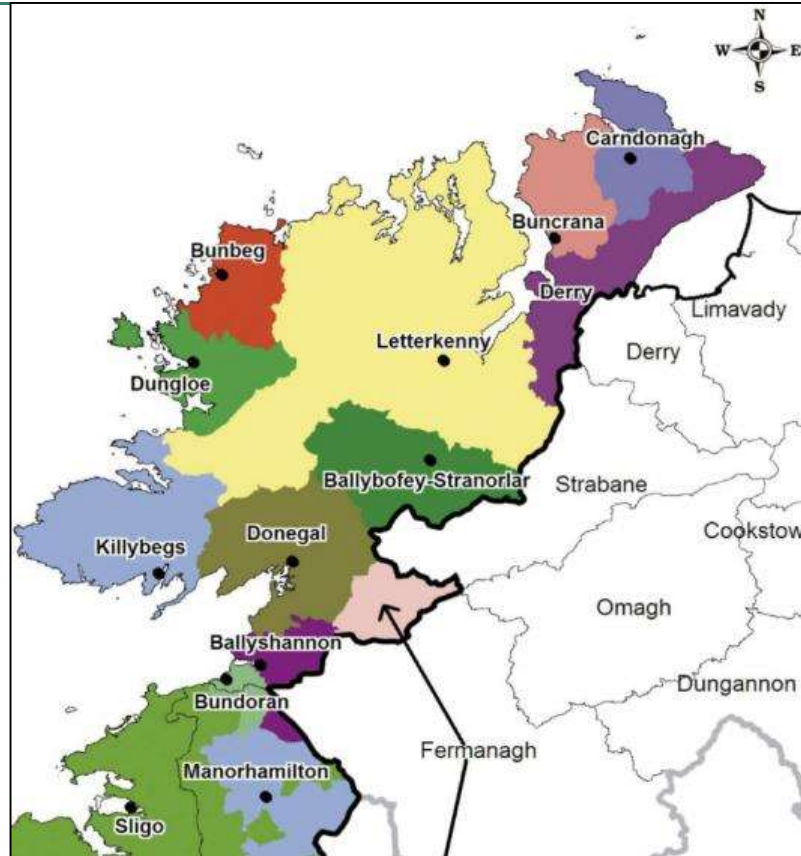 N
W E
S
Carndonagh
Buncrana
Bunbeg
Derry
Limavady
Letterkenny
Derry
Dungloe
Ballybofey-Stranorlar
Strabane
Cookstow
Donegal
Killybegs
Omagh
Ballyshannon
Dungannon
Bundoran
Fermanagh
Manorhamilton
Sligo